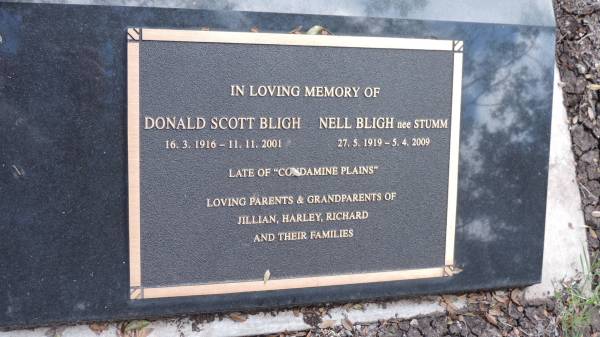 IN LOVING MEMORY OF
DONALD SCOTT BLIGH NELL BLIGH nee STUMM
16. 3. 1916 – 11. 11. 2001 27. 5. 1919 – 5. 4. 2009
LATE OF "CONDAMINE PLAINS"
LOVING PARENTS & GRANDPARENTS OF
JILLIAN, HARLEY, RICHARD
AND THEIR FAMILIES